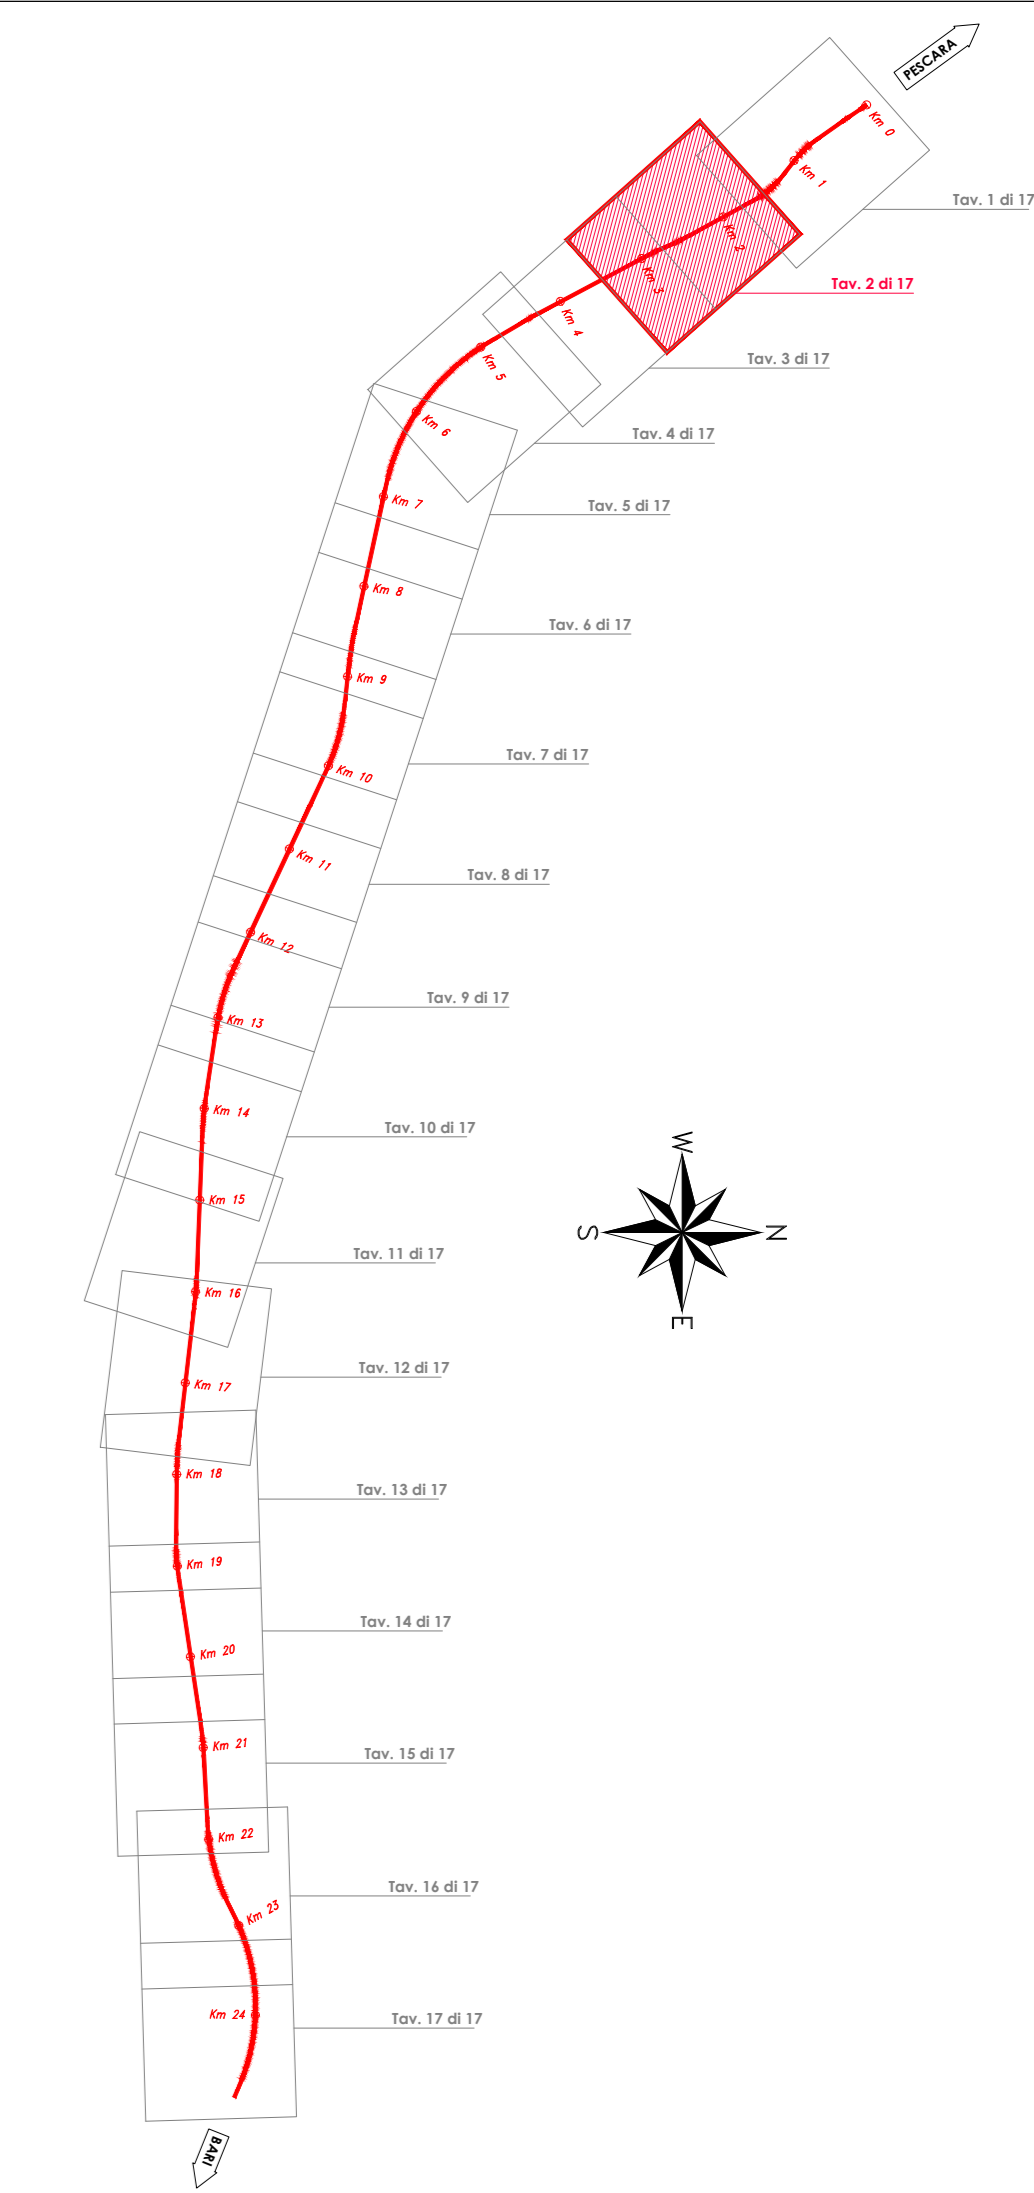 PESCARA
Km 0
Km 1
Tav. 1 di 17
Km 2
Km 3
Tav. 2 di 17
Km 4
Km 5
Tav. 3 di 17
Km 6
Tav. 4 di 17
Km 7
Tav. 5 di 17
Km 8
Tav. 6 di 17
Km 9
Km 10
Tav. 7 di 17
Km 11
Tav. 8 di 17
Km 12
Tav. 9 di 17
Km 13
Km 14
Tav. 10 di 17
W
Km 15
S
N
Tav. 11 di 17
Km 16
E
Tav. 12 di 17
Km 17
Km 18
Tav. 13 di 17
Km 19
Tav. 14 di 17
Km 20
Km 21
Tav. 15 di 17
Km 22
Tav. 16 di 17
Km 23
Km 24
Tav. 17 di 17
BARI